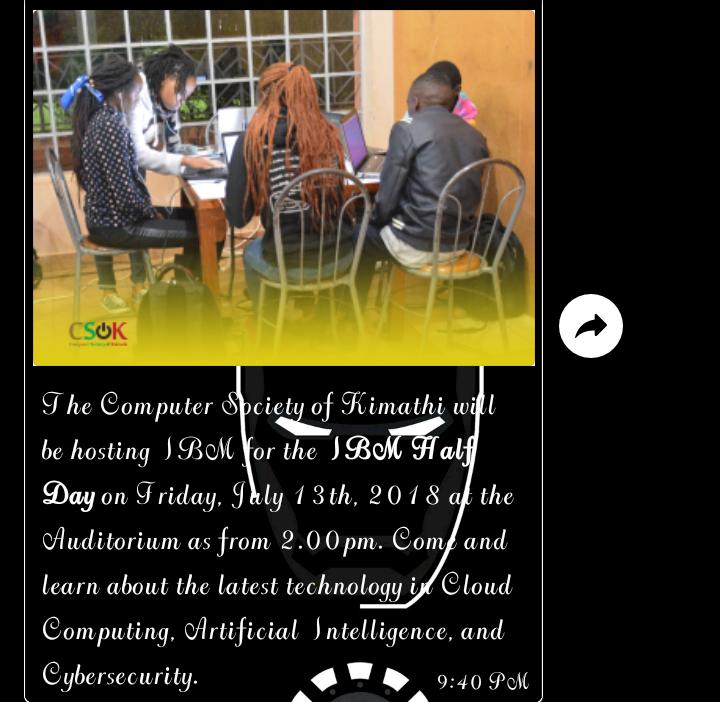 CSOK
The Computer Society of Kimathi will
be hosting IBM for the IBM Half
Day on Friday, July 13th, 2018 at the
Auditorium as from 2.00pm. Come and
learn about the latest technology in Cloud
Computing, Artificial Intelligence, and
Cybersecurity.
9:40 PM